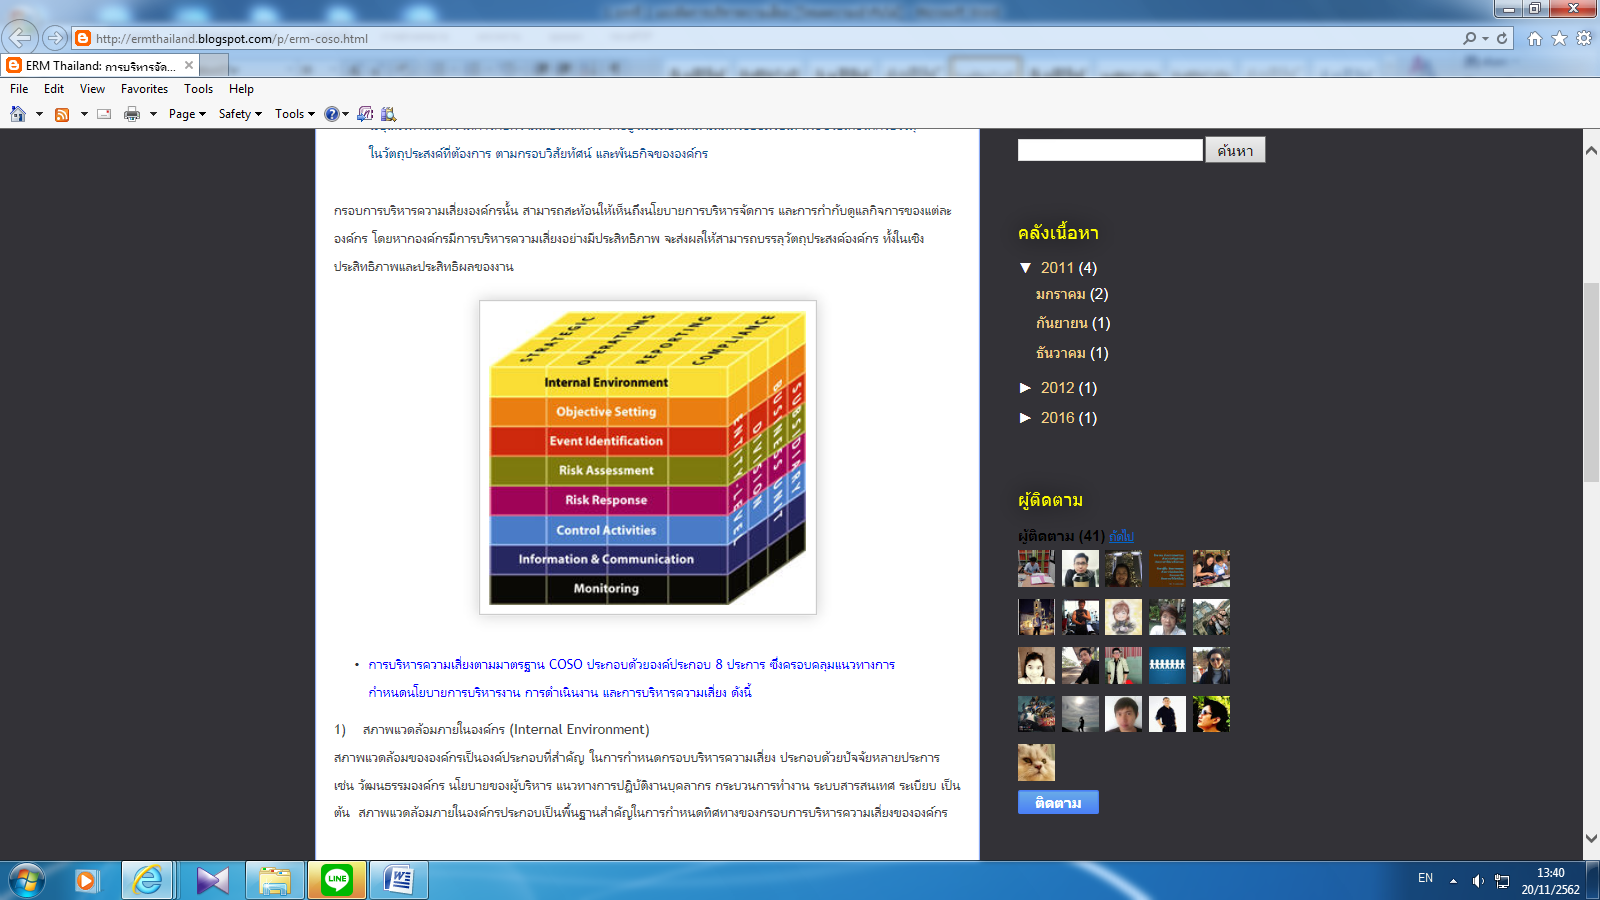 http://ermthailand.blogspot.com/p/erm-coso.html
ERM Thailand: การบริหารจัด...
File Edit View Favorites Tools Help
Page Safety Tools
ในวัตถุประสงค์ที่ต้องการ ตามกรอบวิสัยทัศน์ และพันธกิจขององค์กร
กรอบการบริหารความเสี่ยงองค์กรนั้น สามารถสะท้อนให้เห็นถึงนโยบายการบริหารจัดการ และการกำกับดูแลกิจการของแต่ละ
องค์กร โดยหากองค์กรมีการบริหารความเสี่ยงอย่างมีประสิทธิภาพ จะส่งผลให้สามารถบรรลุวัตถุประสงค์องค์กร ทั้งในเชิง
ประสิทธิภาพและประสิทธิผลของงาน
STRATEGIC
OPERATIONS
REPORTING
COMPLIANCE
Internal Environment
Objective Setting
Event Identification
Risk Assessment
Risk Response
Control Activities
Information & Communication
Monitoring
ENTITY-LEVEL
DIVISION
BUSINESS UNIT
SUBSIDIARY
• การบริหารความเสี่ยงตามมาตรฐาน COSO ประกอบด้วยองค์ประกอบ 8 ประการ ซึ่งครอบคลุมแนวทางการ
กำหนดนโยบายการบริหารงาน การดำเนินงาน และการบริหารความเสี่ยง ดังนี้
1) สภาพแวดล้อมภายในองค์กร (Internal Environment)
สภาพแวดล้อมขององค์กรเป็นองค์ประกอบที่สำคัญ ในการกำหนดกรอบบริหารความเสี่ยง ประกอบด้วยปัจจัยหลายประการ
เช่น วัฒนธรรมองค์กร นโยบายของผู้บริหาร แนวทางการปฏิบัติงานบุคลากร กระบวนการทำงาน ระบบสารสนเทศ ระเบียบ เป็น
ต้น สภาพแวดล้อมภายในองค์กรประกอบเป็นพื้นฐานสำคัญในการกำหนดทิศทางของกรอบการบริหารความเสี่ยงขององค์กร
ค้นหา
คลังเนื้อหา
▼ 2011 (4)
มกราคม (2)
กันยายน (1)
ธันวาคม (1)
► 2012 (1)
► 2016 (1)
ผู้ติดตาม
ผู้ติดตาม (41) ถัดไป
ติดตาม
LINE
EN
13:40
20/11/2562